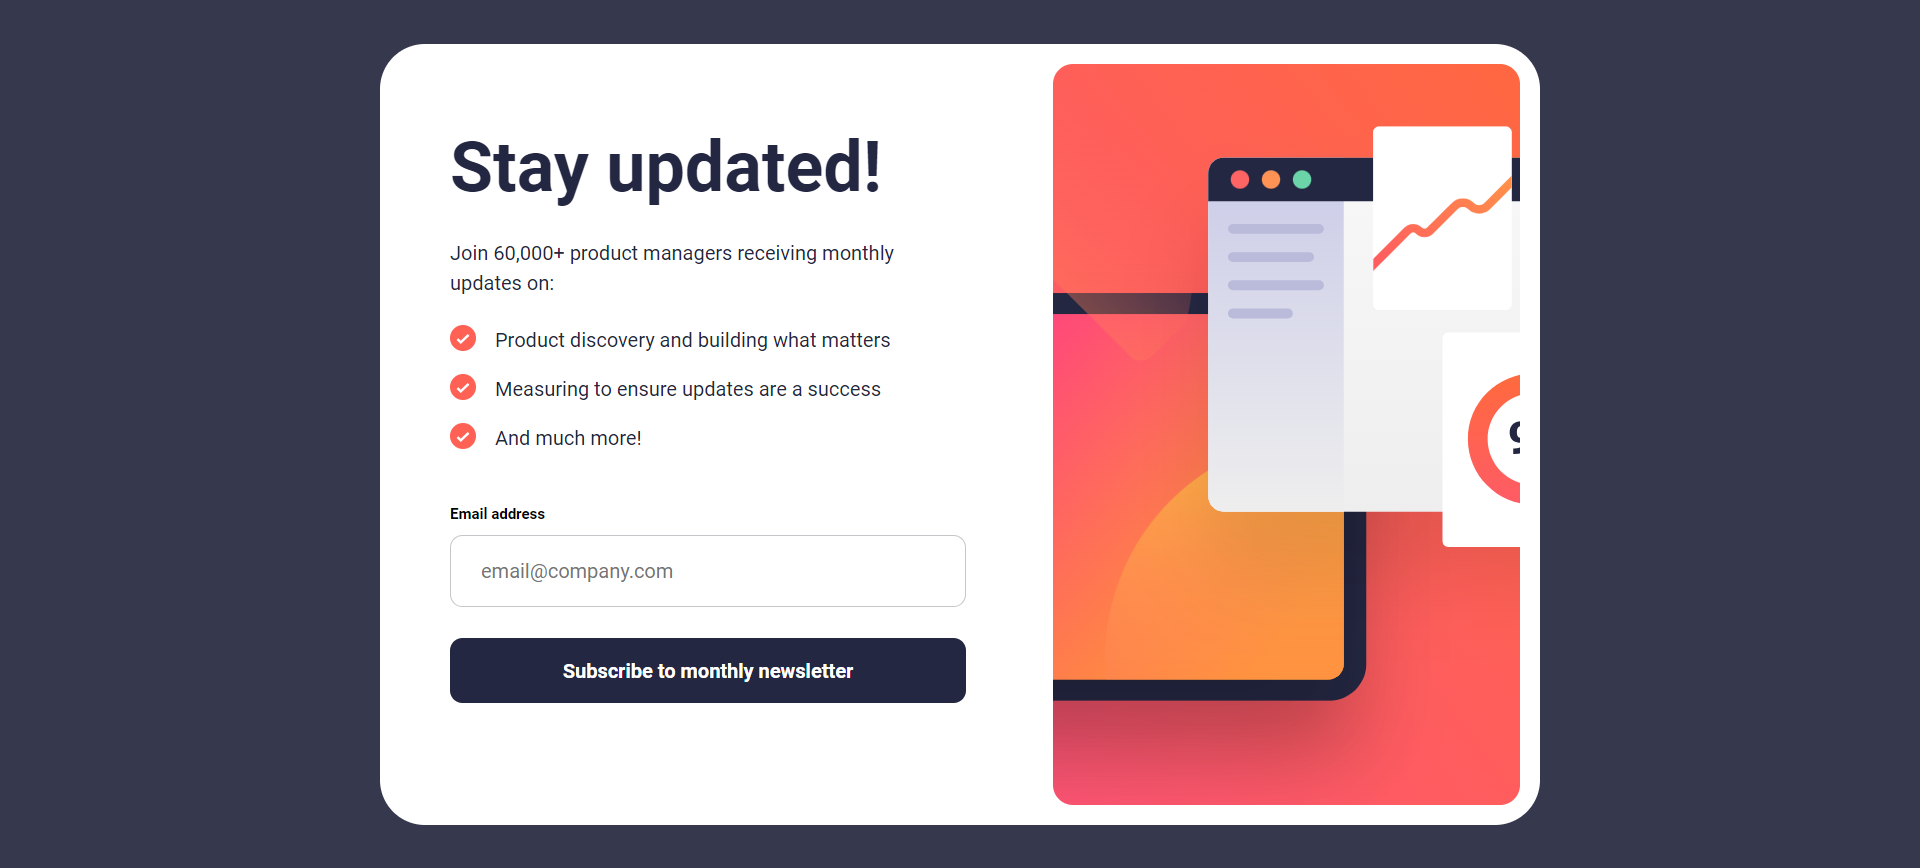 Stay updated!
Join 60,000+ product managers receiving monthly
updates on:
Product discovery and building what matters
Measuring to ensure updates are a success
And much more!
Email address
email@company.com
Subscribe to monthly newsletter